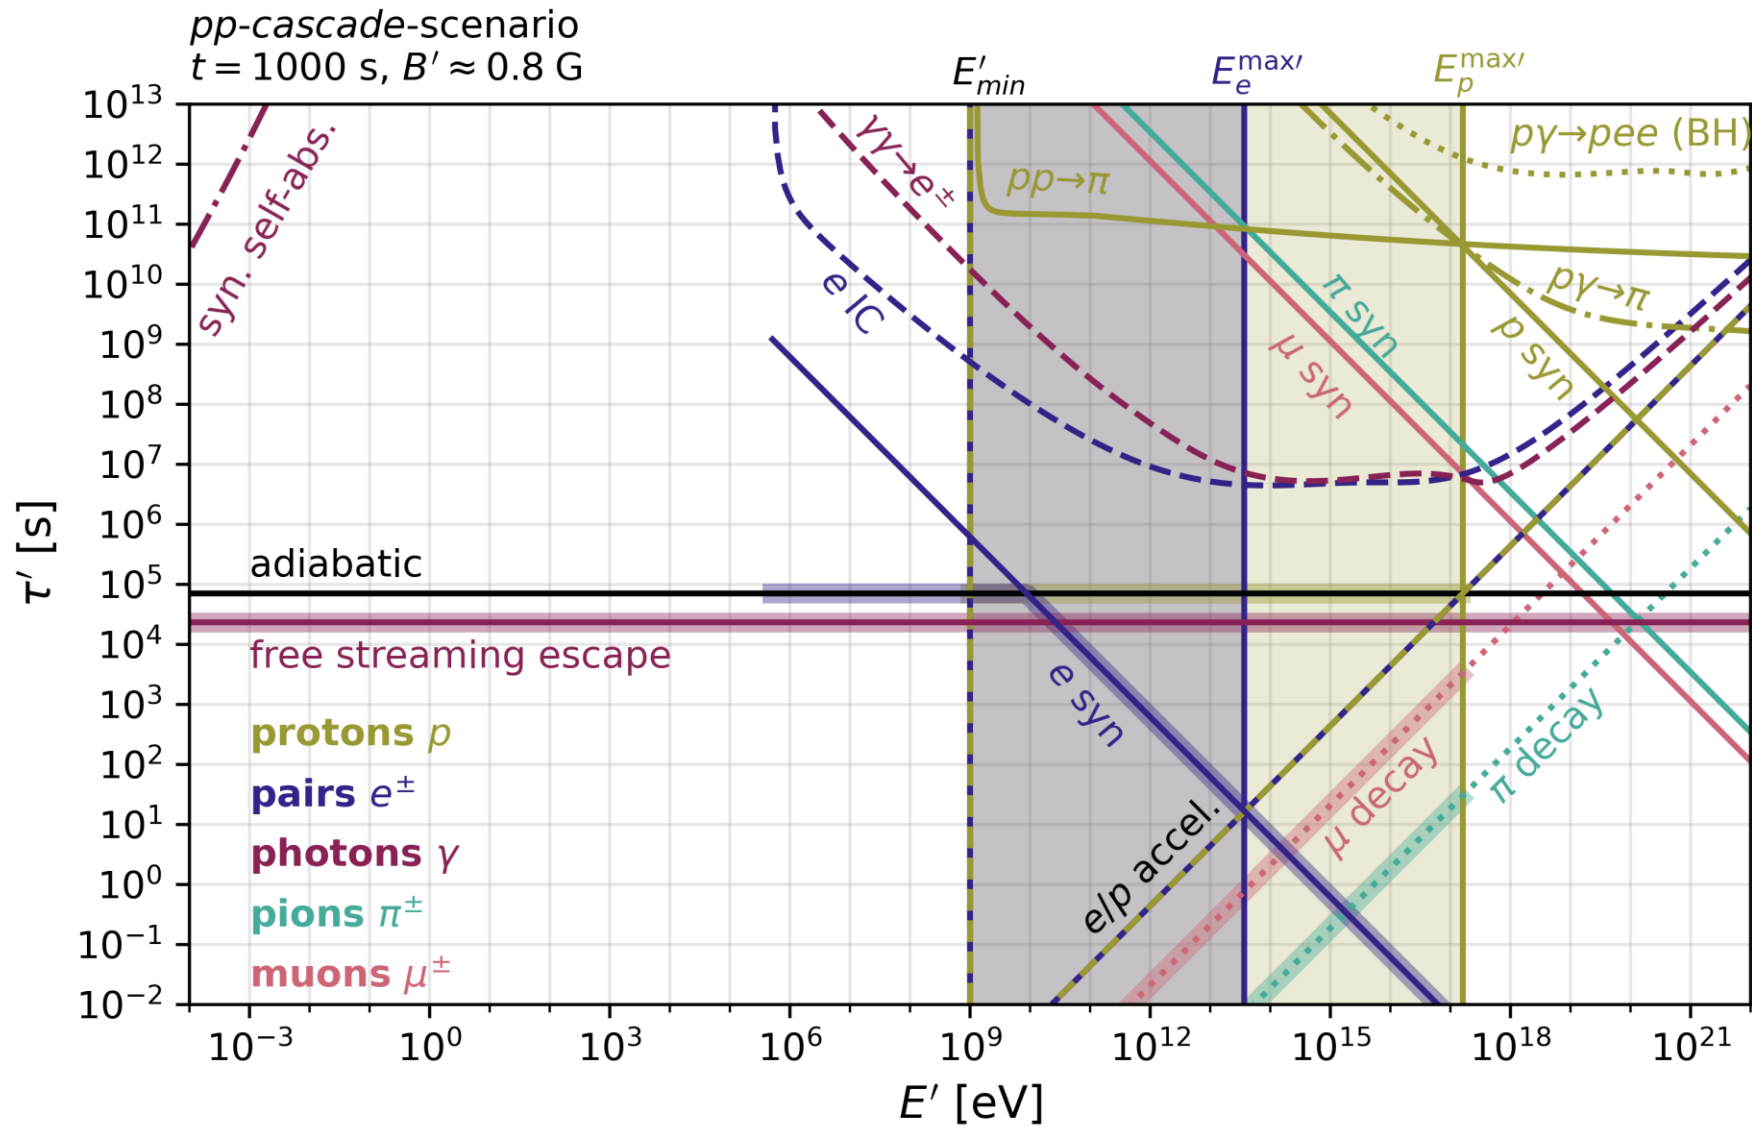 pp-cascade-scenario
t = 1000 s, B′ ≈ 0.8 G
E′min
Eₑmax′
Eₚmax′
10¹³
10¹²
10¹¹
10¹⁰
10⁹
10⁸
10⁷
10⁶
10⁵
10⁴
10³
10²
10¹
10⁰
10⁻¹
10⁻²
τ′ [s]
syn. self-abs.
γγ→e±
e IC
pp→π
pγ→pee (BH)
pγ→π
p syn
π syn
μ syn
adiabatic
free streaming escape
e syn
e/p accel.
μ decay
π decay
protons p
pairs e±
photons γ
pions π±
muons μ±
10⁻³
10⁰
10³
10⁶
10⁹
10¹²
10¹⁵
10¹⁸
10²¹
E′ [eV]